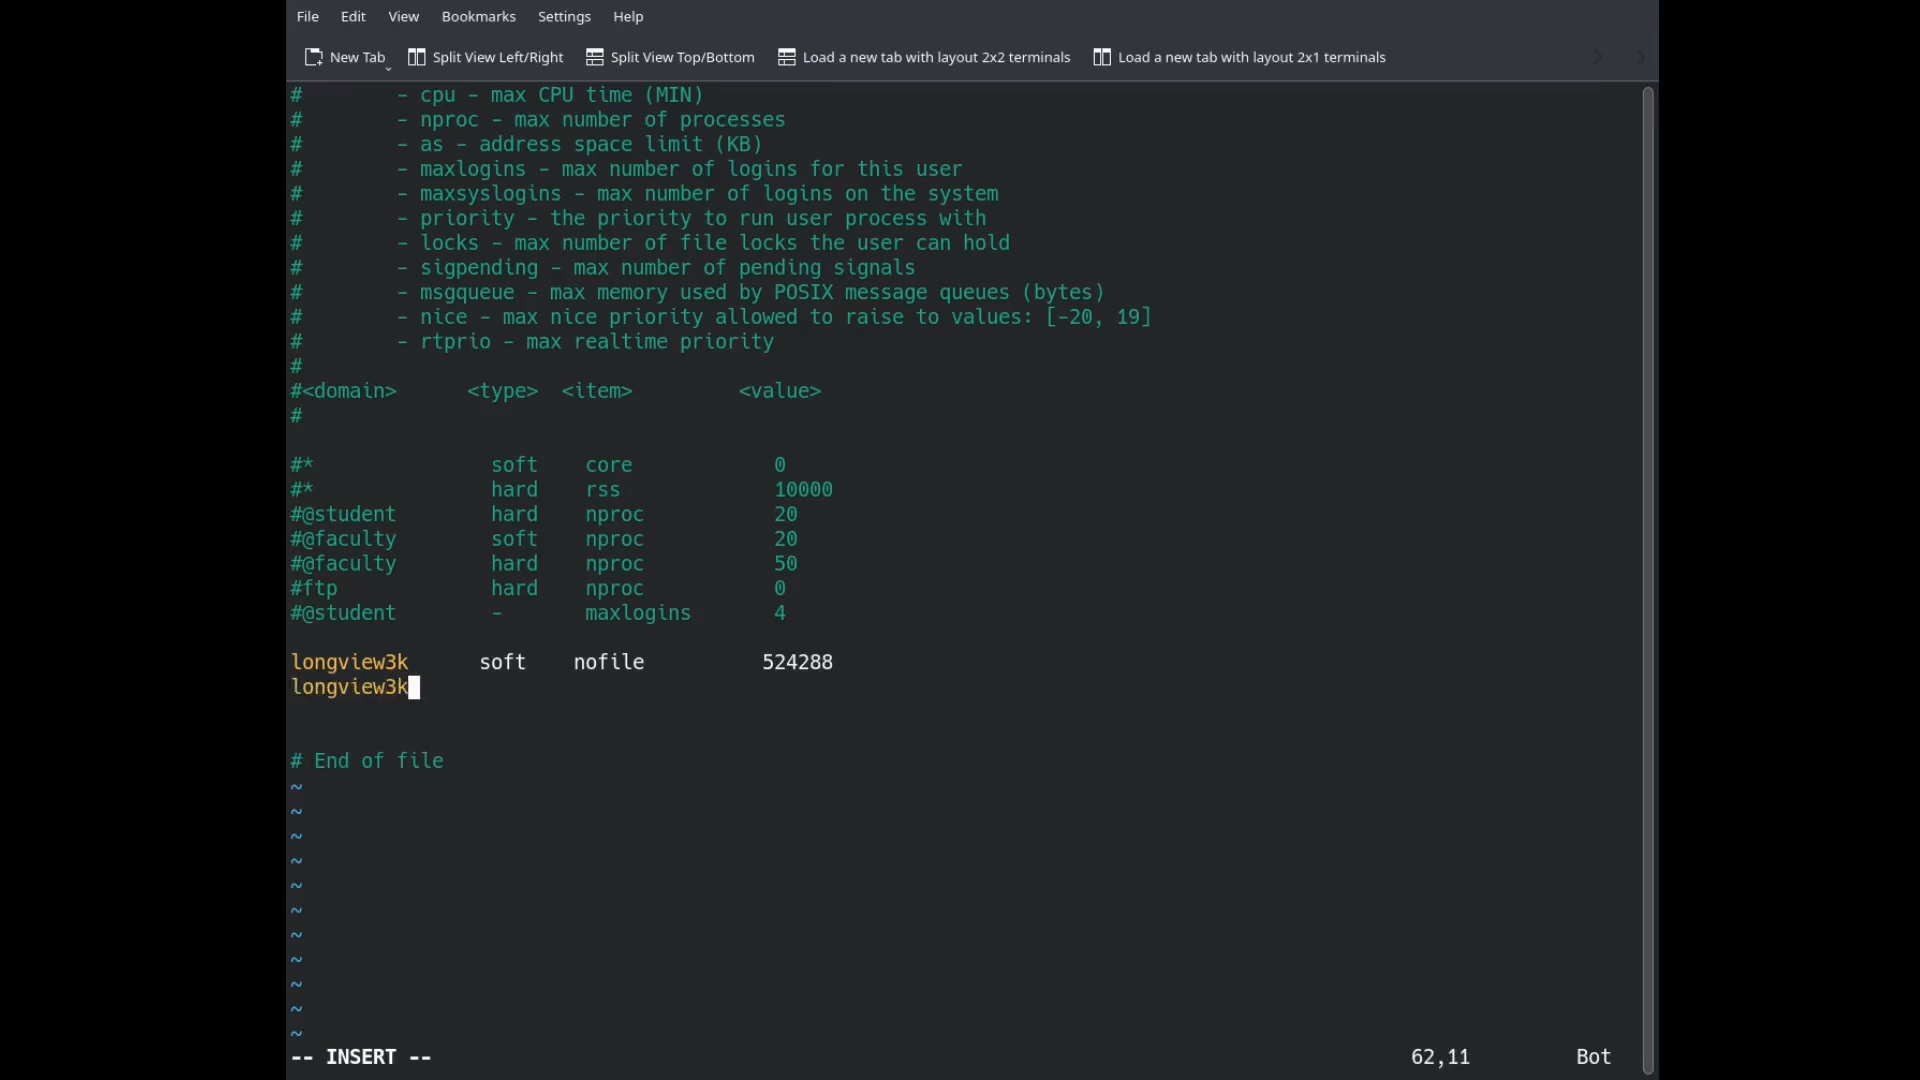 File Edit View Bookmarks Settings Help
New Tab Split View Left/Right Split View Top/Bottom Load a new tab with layout 2x2 terminals Load a new tab with layout 2x1 terminals
#        - cpu - max CPU time (MIN)
#        - nproc - max number of processes
#        - as - address space limit (KB)
#        - maxlogins - max number of logins for this user
#        - maxsyslogins - max number of logins on the system
#        - priority - the priority to run user process with
#        - locks - max number of file locks the user can hold
#        - sigpending - max number of pending signals
#        - msgqueue - max memory used by POSIX message queues (bytes)
#        - nice - max nice priority allowed to raise to values: [-20, 19]
#        - rtprio - max realtime priority
#
#<domain>      <type>  <item>         <value>
#
#*               soft    core            0
#*               hard    rss             10000
#@student        hard    nproc           20
#@faculty        soft    nproc           20
#@faculty        hard    nproc           50
#ftp             hard    nproc           0
#@student        -       maxlogins       4
longview3k      soft    nofile          524288
longview3k
# End of file
~
~
~
~
~
~
~
~
~
~
~
-- INSERT --                    62,11         Bot